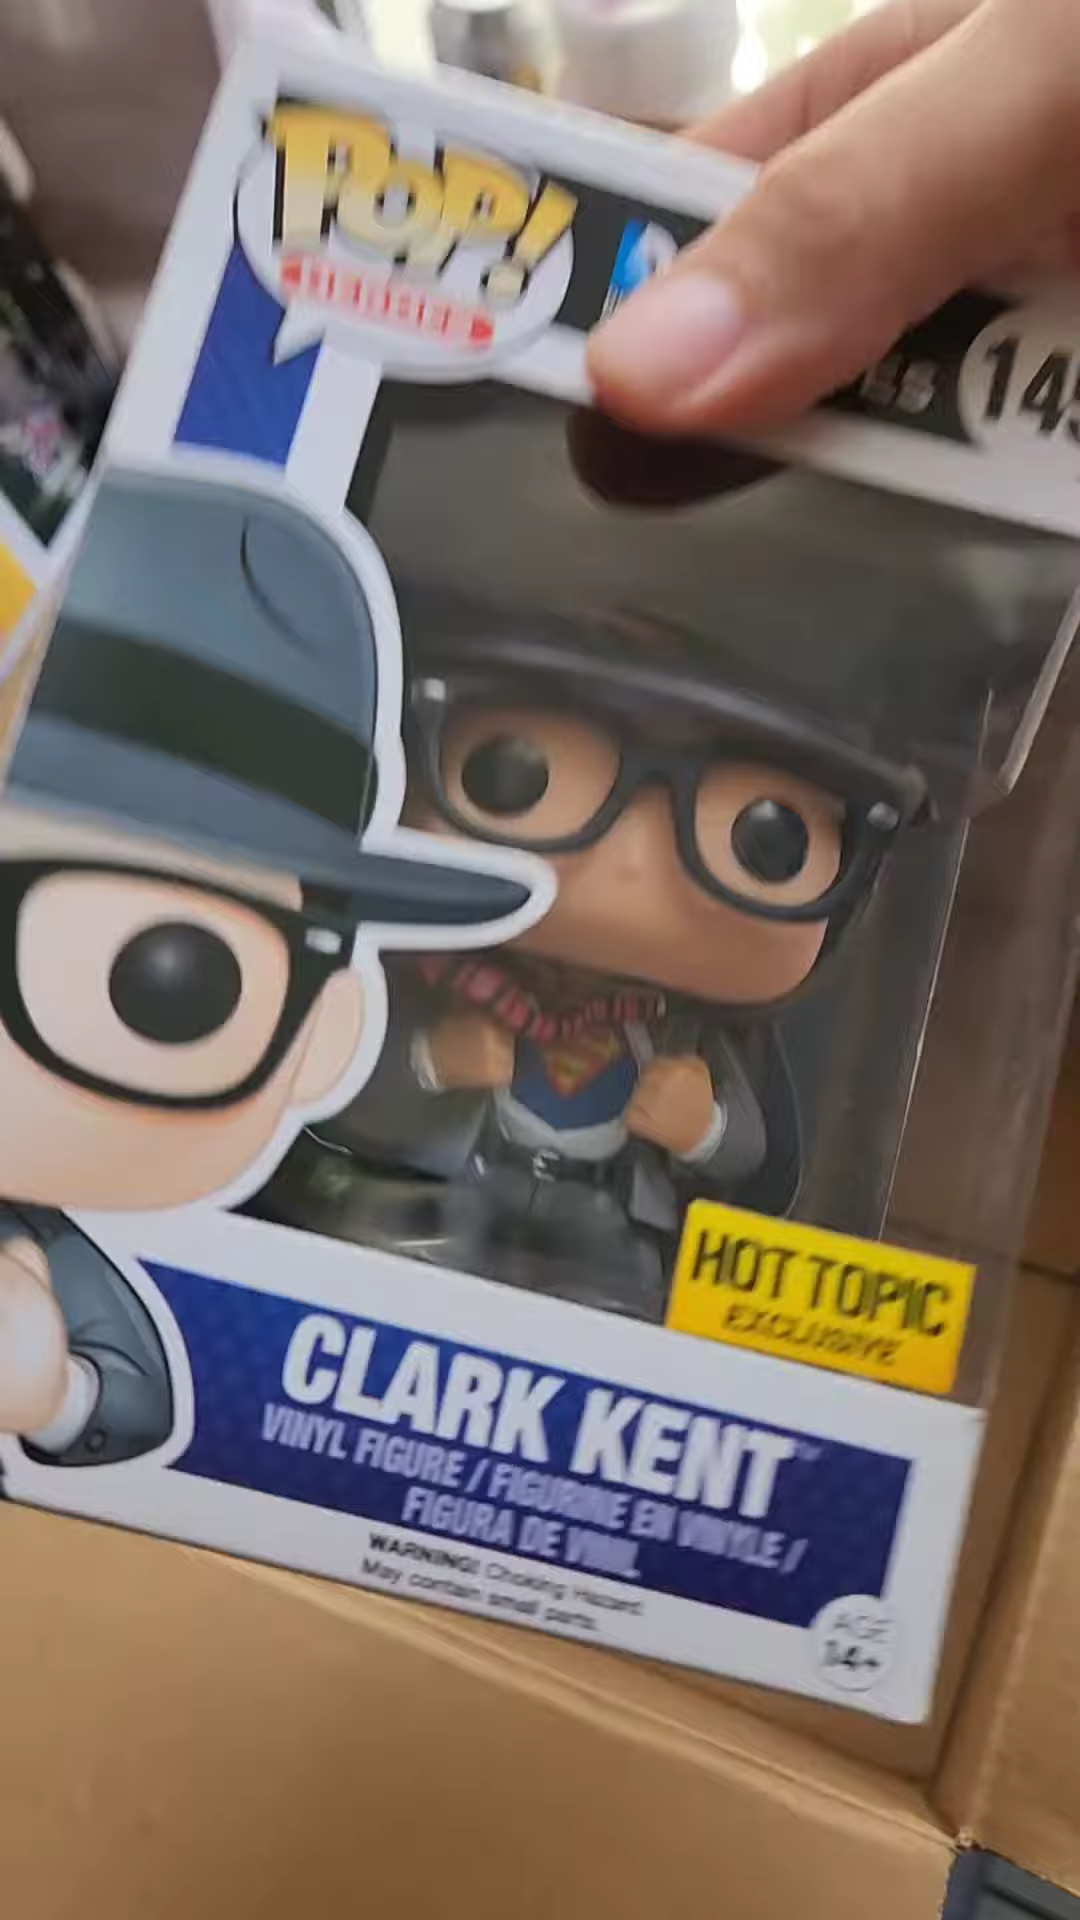 POP!
145
HOT TOPIC
EXCLUSIVE
CLARK KENT™
VINYL FIGURE / FIGURINE EN VINYLE /
FIGURA DE VINIL
WARNING! Choking Hazard.
May contain small parts.
AGE
14+